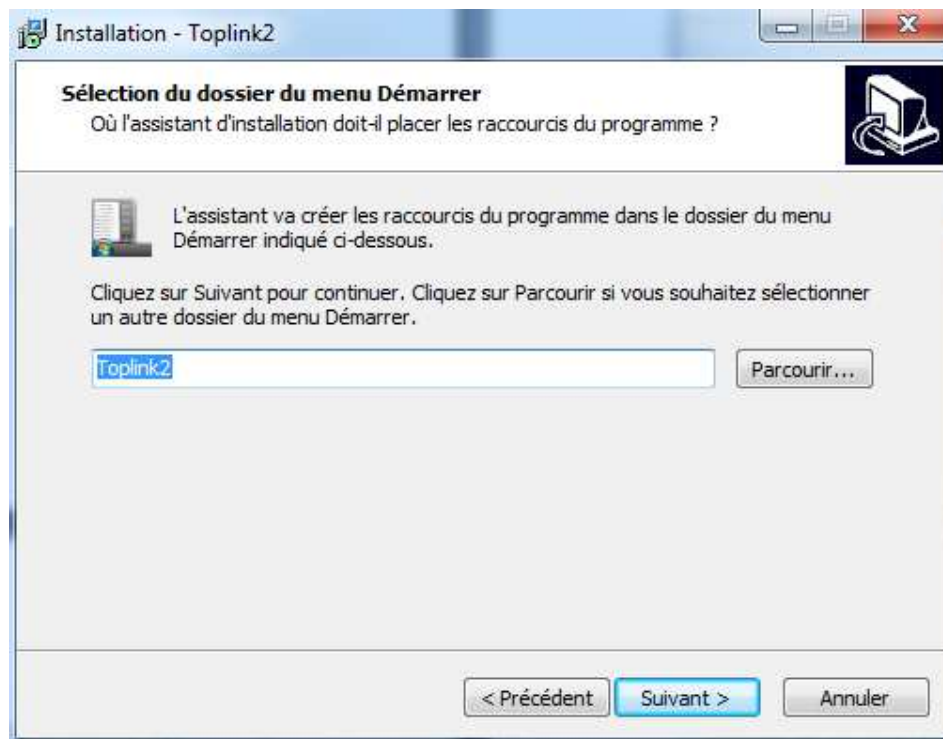 Installation - Toplink2
Sélection du dossier du menu Démarrer
Où l'assistant d'installation doit-il placer les raccourcis du programme ?
L'assistant va créer les raccourcis du programme dans le dossier du menu
Démarrer indiqué ci-dessous.
Cliquez sur Suivant pour continuer. Cliquez sur Parcourir si vous souhaitez sélectionner
un autre dossier du menu Démarrer.
Toplink2
Parcourir...
< Précédent
Suivant >
Annuler